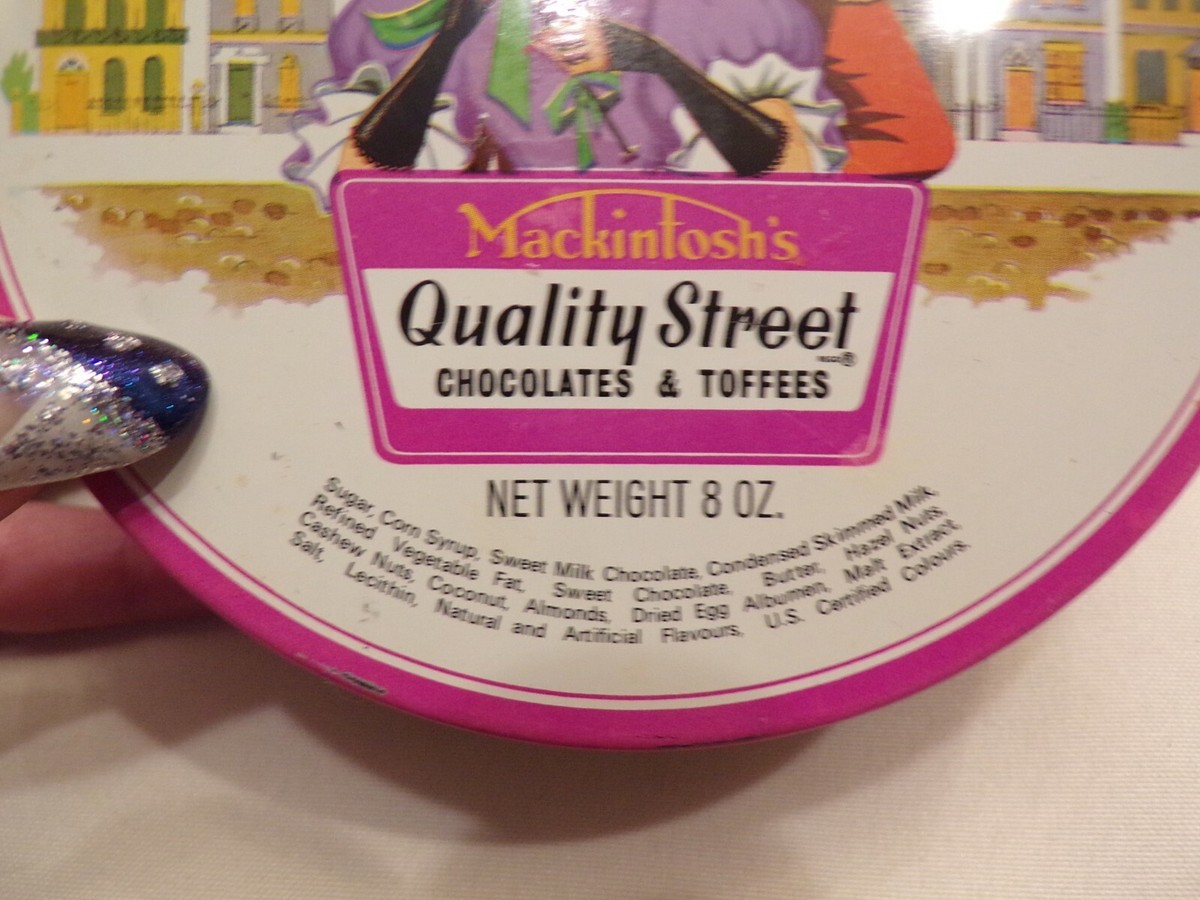 Mackintosh's
Quality Street
CHOCOLATES & TOFFEES
NET WEIGHT 8 OZ.
Sugar, Corn Syrup, Sweet Milk Chocolate, Condensed Skimmed Milk,
Refined Vegetable Fat, Sweet Chocolate, Butter, Hazel Nuts,
Cashew Nuts, Coconut, Almonds, Dried Egg Albumen, Malt Extract,
Salt, Lecithin, Natural and Artificial Flavours, U.S. Certified Colours.